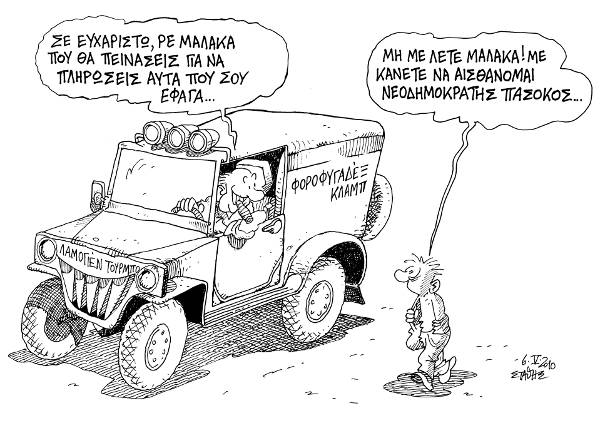 ΣΕ ΕΥΧΑΡΙΣΤΩ, ΡΕ ΜΑΛΑΚΑ
ΠΟΥ ΘΑ ΠΕΙΝΑΣΕΙΣ ΓΙΑ ΝΑ
ΠΛΗΡΩΣΕΙΣ ΑΥΤΑ ΠΟΥ ΣΟΥ
ΕΦΑΓΑ...
ΜΗ ΜΕ ΛΕΤΕ ΜΑΛΑΚΑ! ΜΕ
ΚΑΝΕΤΕ ΝΑ ΑΙΣΘΑΝΟΜΑΙ
ΝΕΟΔΗΜΟΚΡΑΤΗΣ ΠΑΣΟΚΟΣ...
ΦΟΡΟΦΥΓΑΔΕΞ
ΚΛΑΜΠ
ΛΑΜΟΓΙΕΝ ΤΟΥΡΜΠΟ
6.V.2010
ΣΤΑΘΗΣ